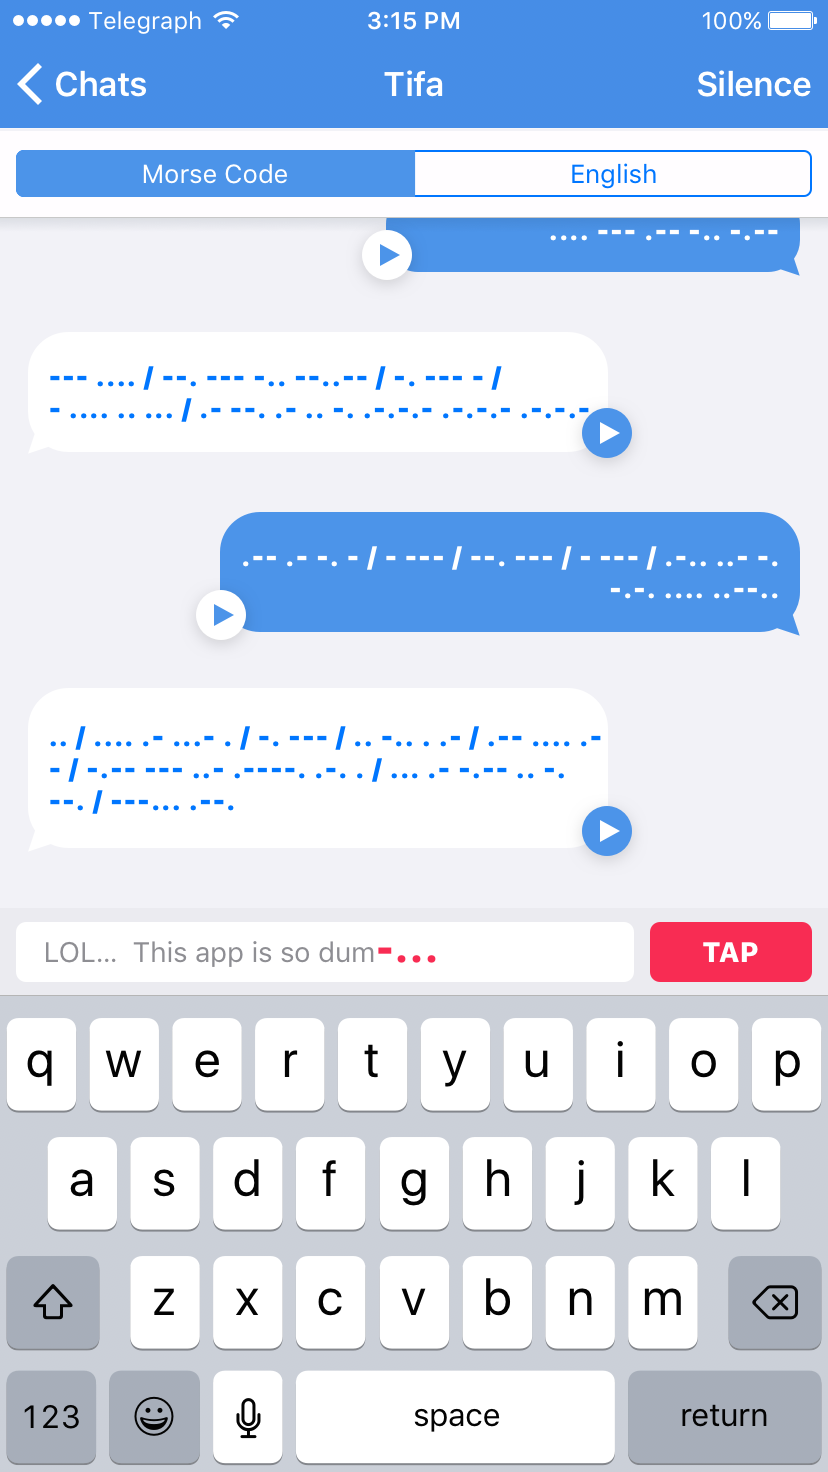 Telegraph 3:15 PM 100%
Chats Tifa Silence
Morse Code English
.... --- .-- -.. -.--
--- .... / --. --- -.. --..-- / -. --- - /
- .... .. ... / .- --. .- .. -. .-.-.- .-.-.- .-.-.-
.-- .- -. - / - --- / --. --- / - --- / .-.. ..- -.
-.-. .... ..--..
.. / .... .- ...- . / -. --- / .. -.. . .- / .-- .... .-
- / -.-- --- ..- .----. .-. . / ... .- -.-- .. -.
--. / ---... .--.
LOL... This app is so dum-... TAP
q w e r t y u i o p
a s d f g h j k l
z x c v b n m
123 space return